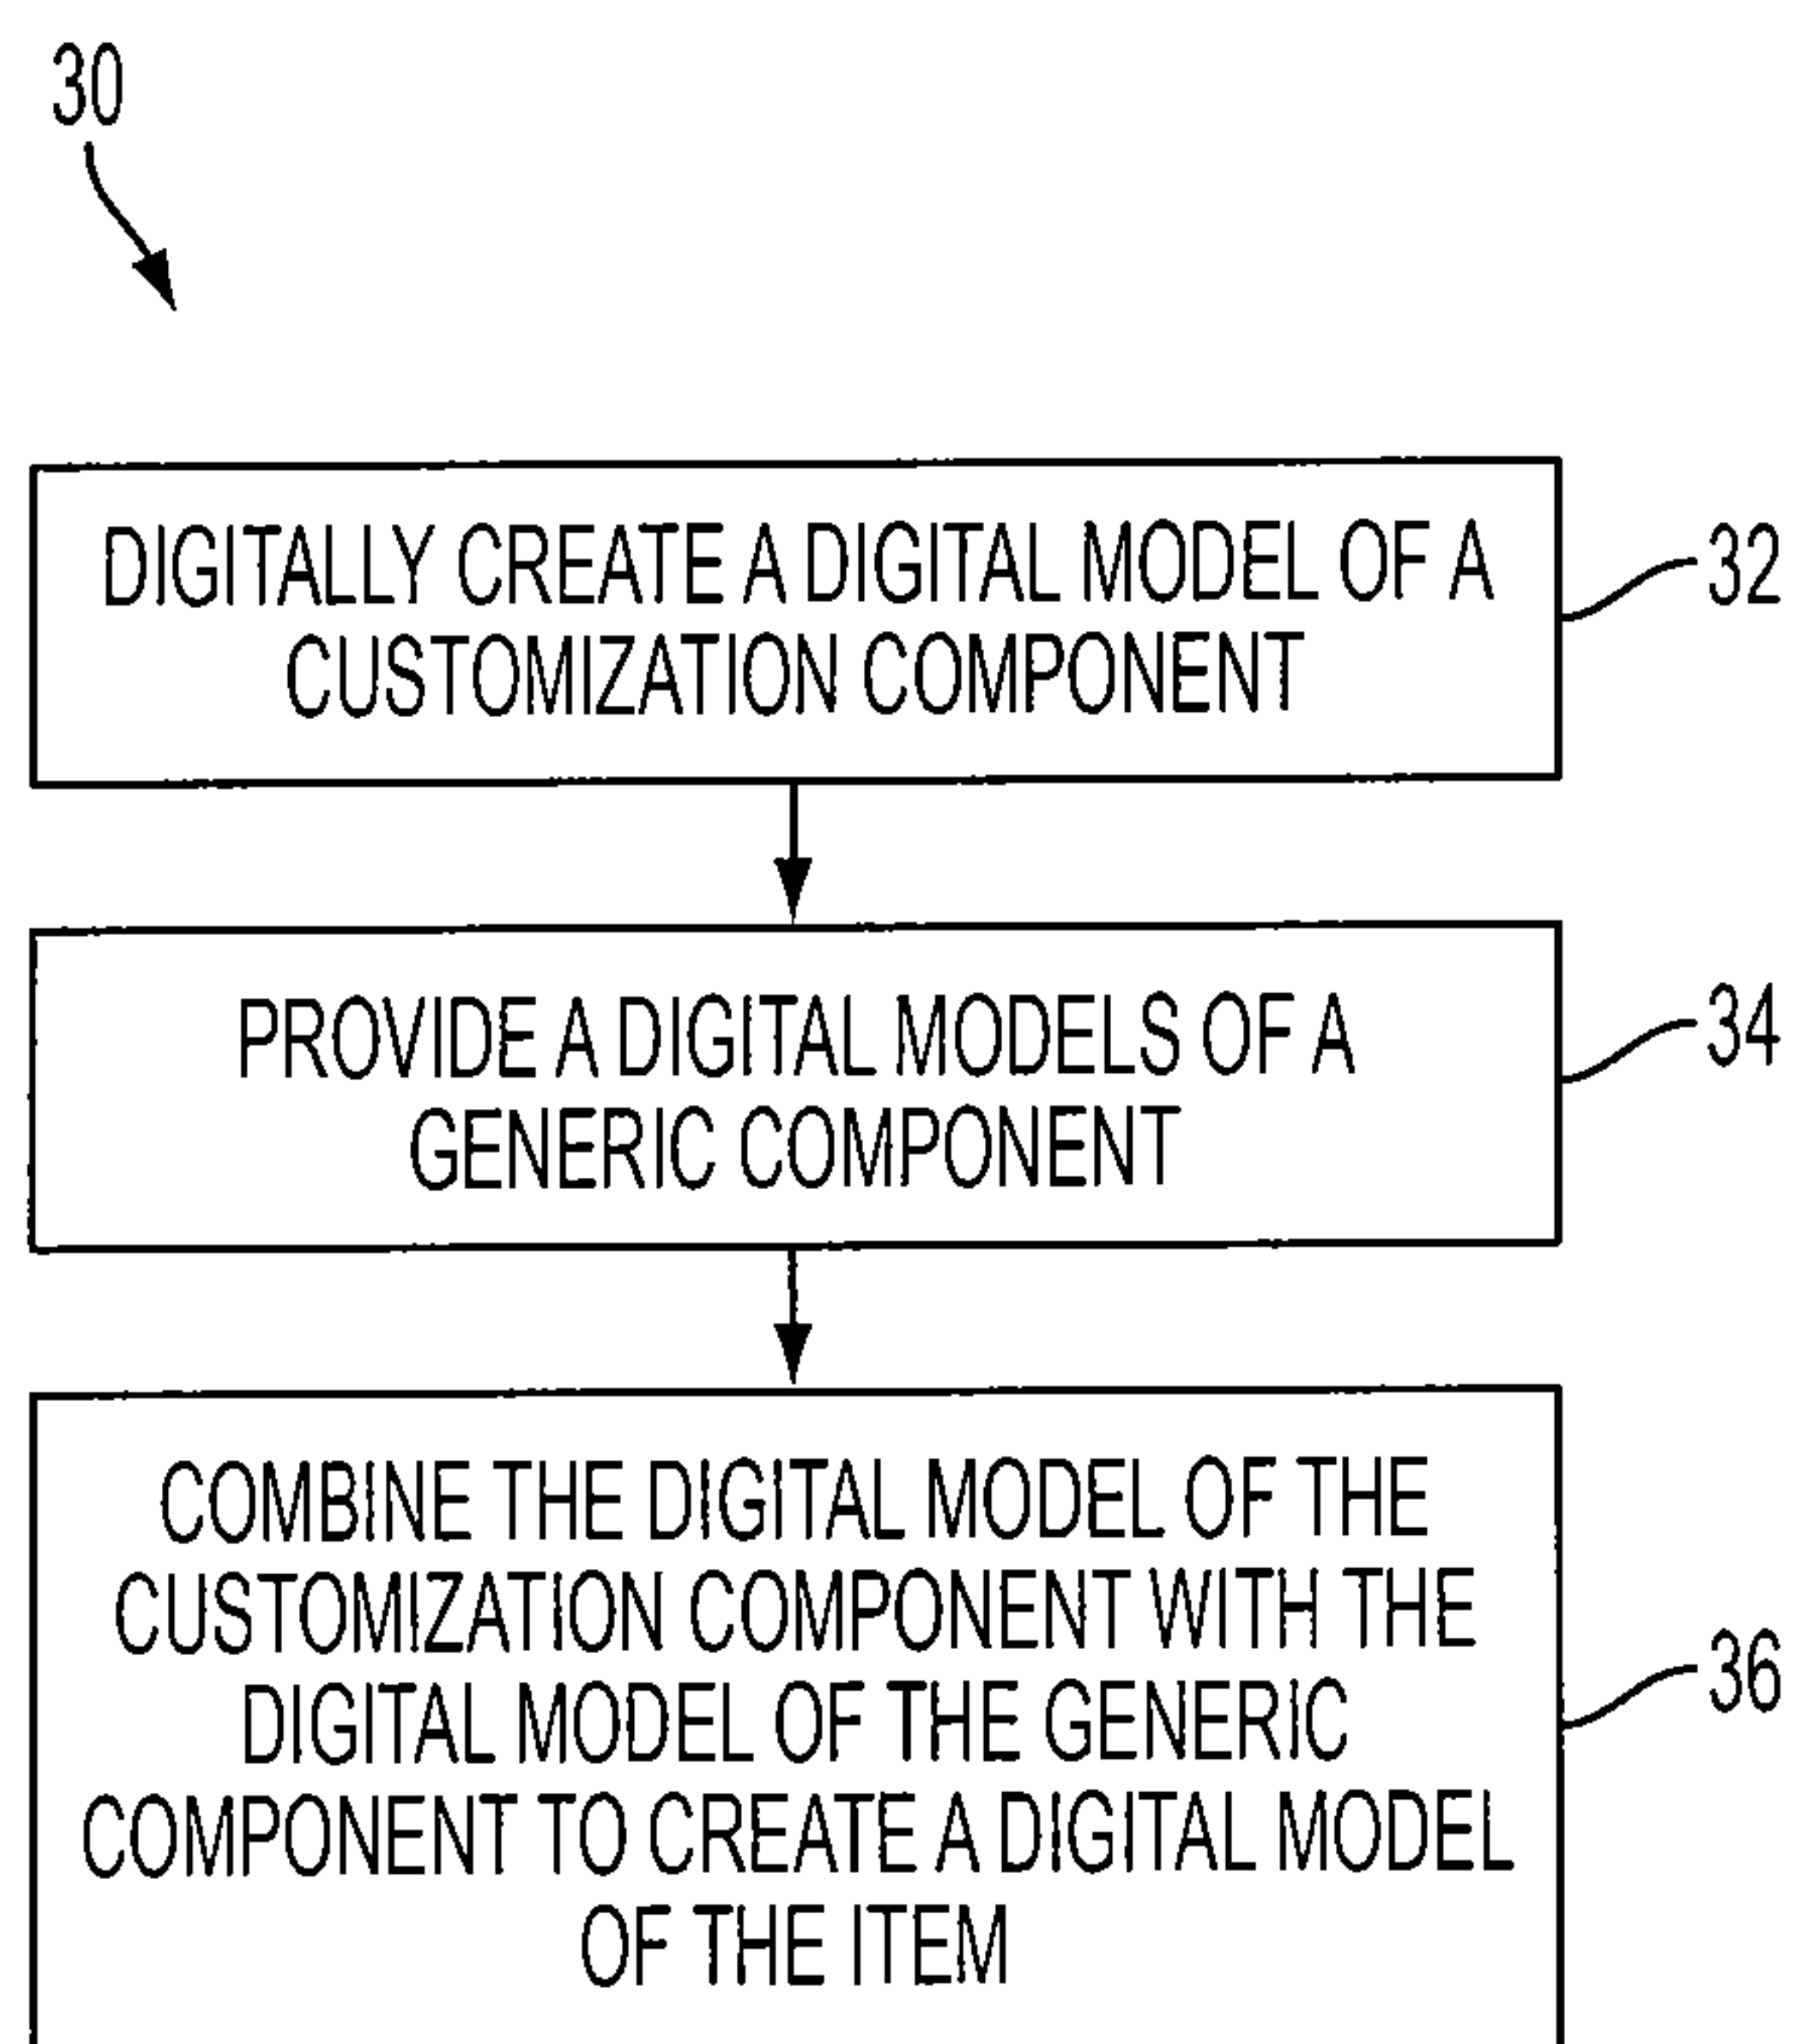 30
DIGITALLY CREATE A DIGITAL MODEL OF A
CUSTOMIZATION COMPONENT
32
PROVIDE A DIGITAL MODELS OF A
GENERIC COMPONENT
34
COMBINE THE DIGITAL MODEL OF THE
CUSTOMIZATION COMPONENT WITH THE
DIGITAL MODEL OF THE GENERIC
COMPONENT TO CREATE A DIGITAL MODEL
OF THE ITEM
36